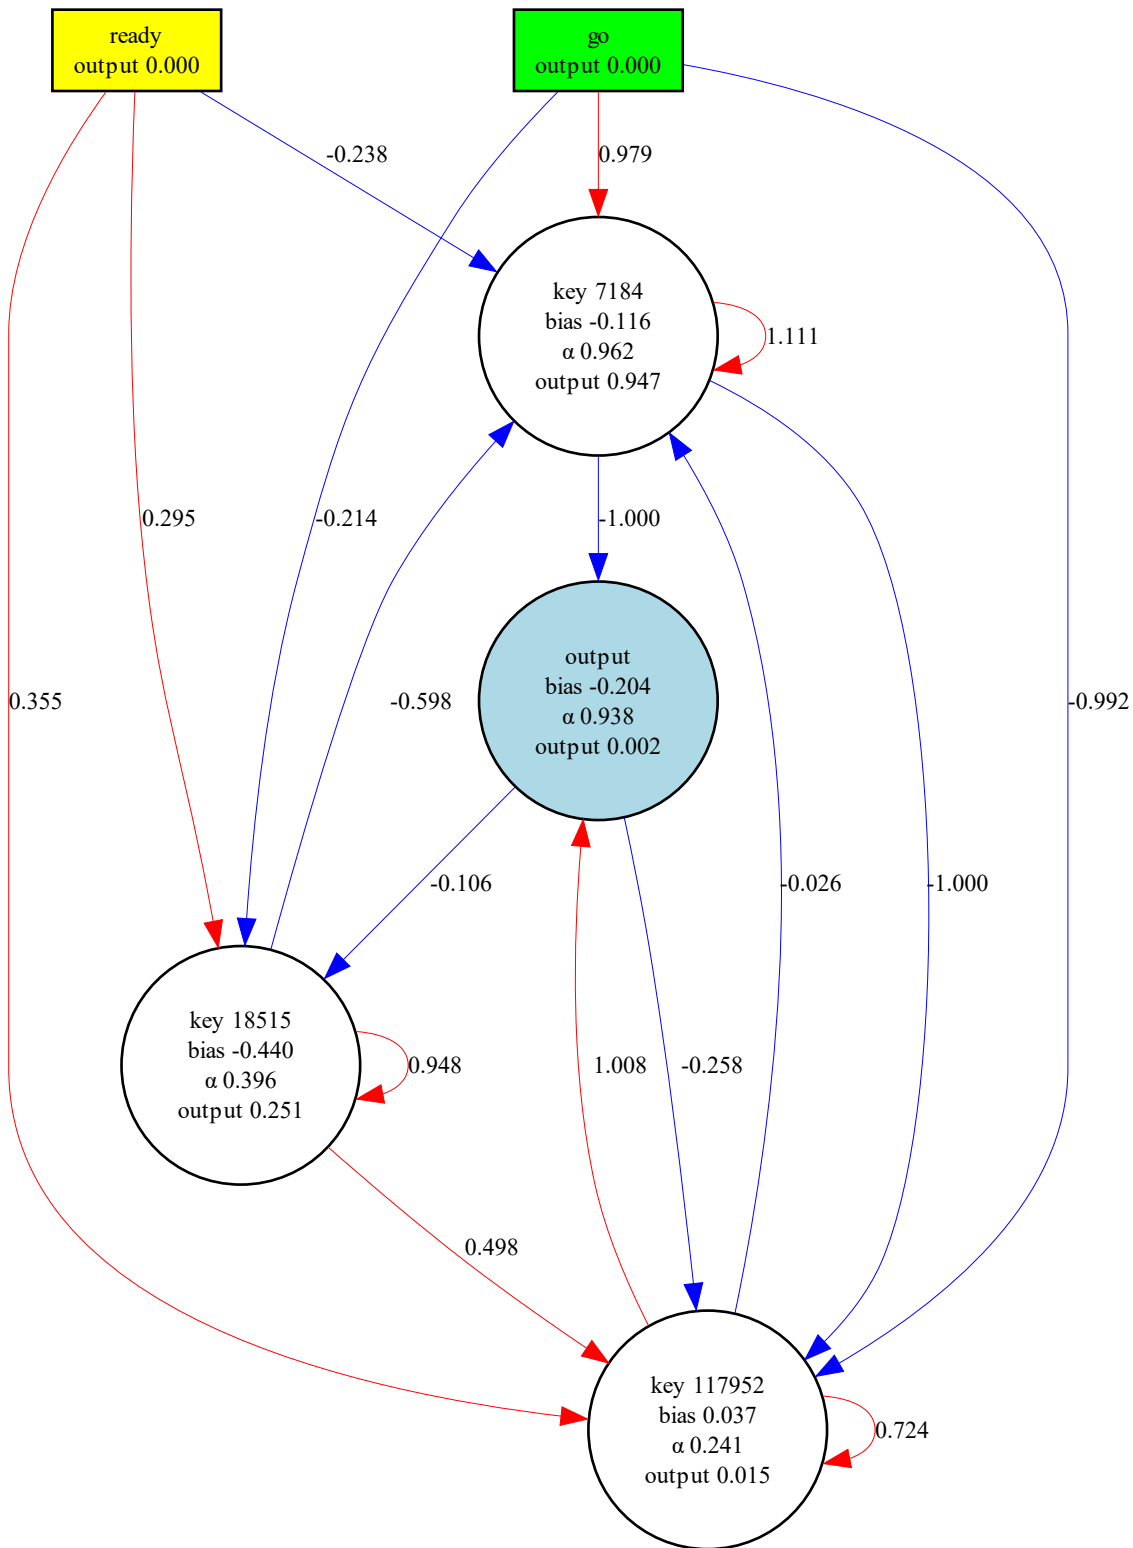 ready
output 0.000
go
output 0.000
-0.238
0.979
key 7184
bias -0.116
α 0.962
output 0.947
1.111
0.295
-0.214
-1.000
0.355
-0.598
output
bias -0.204
α 0.938
output 0.002
-0.992
-0.106
-0.026
-1.000
key 18515
bias -0.440
α 0.396
output 0.251
0.948
1.008
-0.258
0.498
key 117952
bias 0.037
α 0.241
output 0.015
0.724